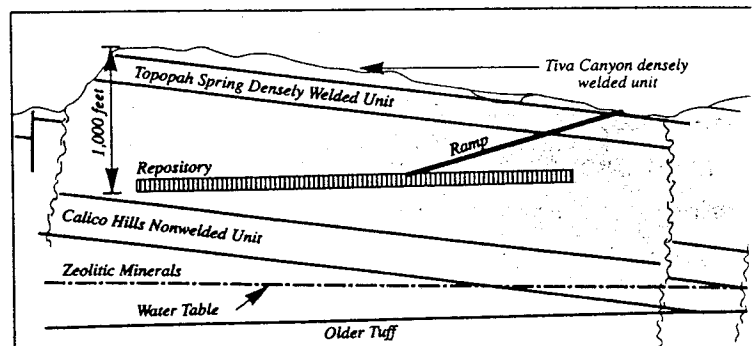 Tiva Canyon densely
welded unit
Topopah Spring Densely Welded Unit
1,000 feet
Ramp
Repository
Calico Hills Nonwelded Unit
Zeolitic Minerals
Water Table
Older Tuff